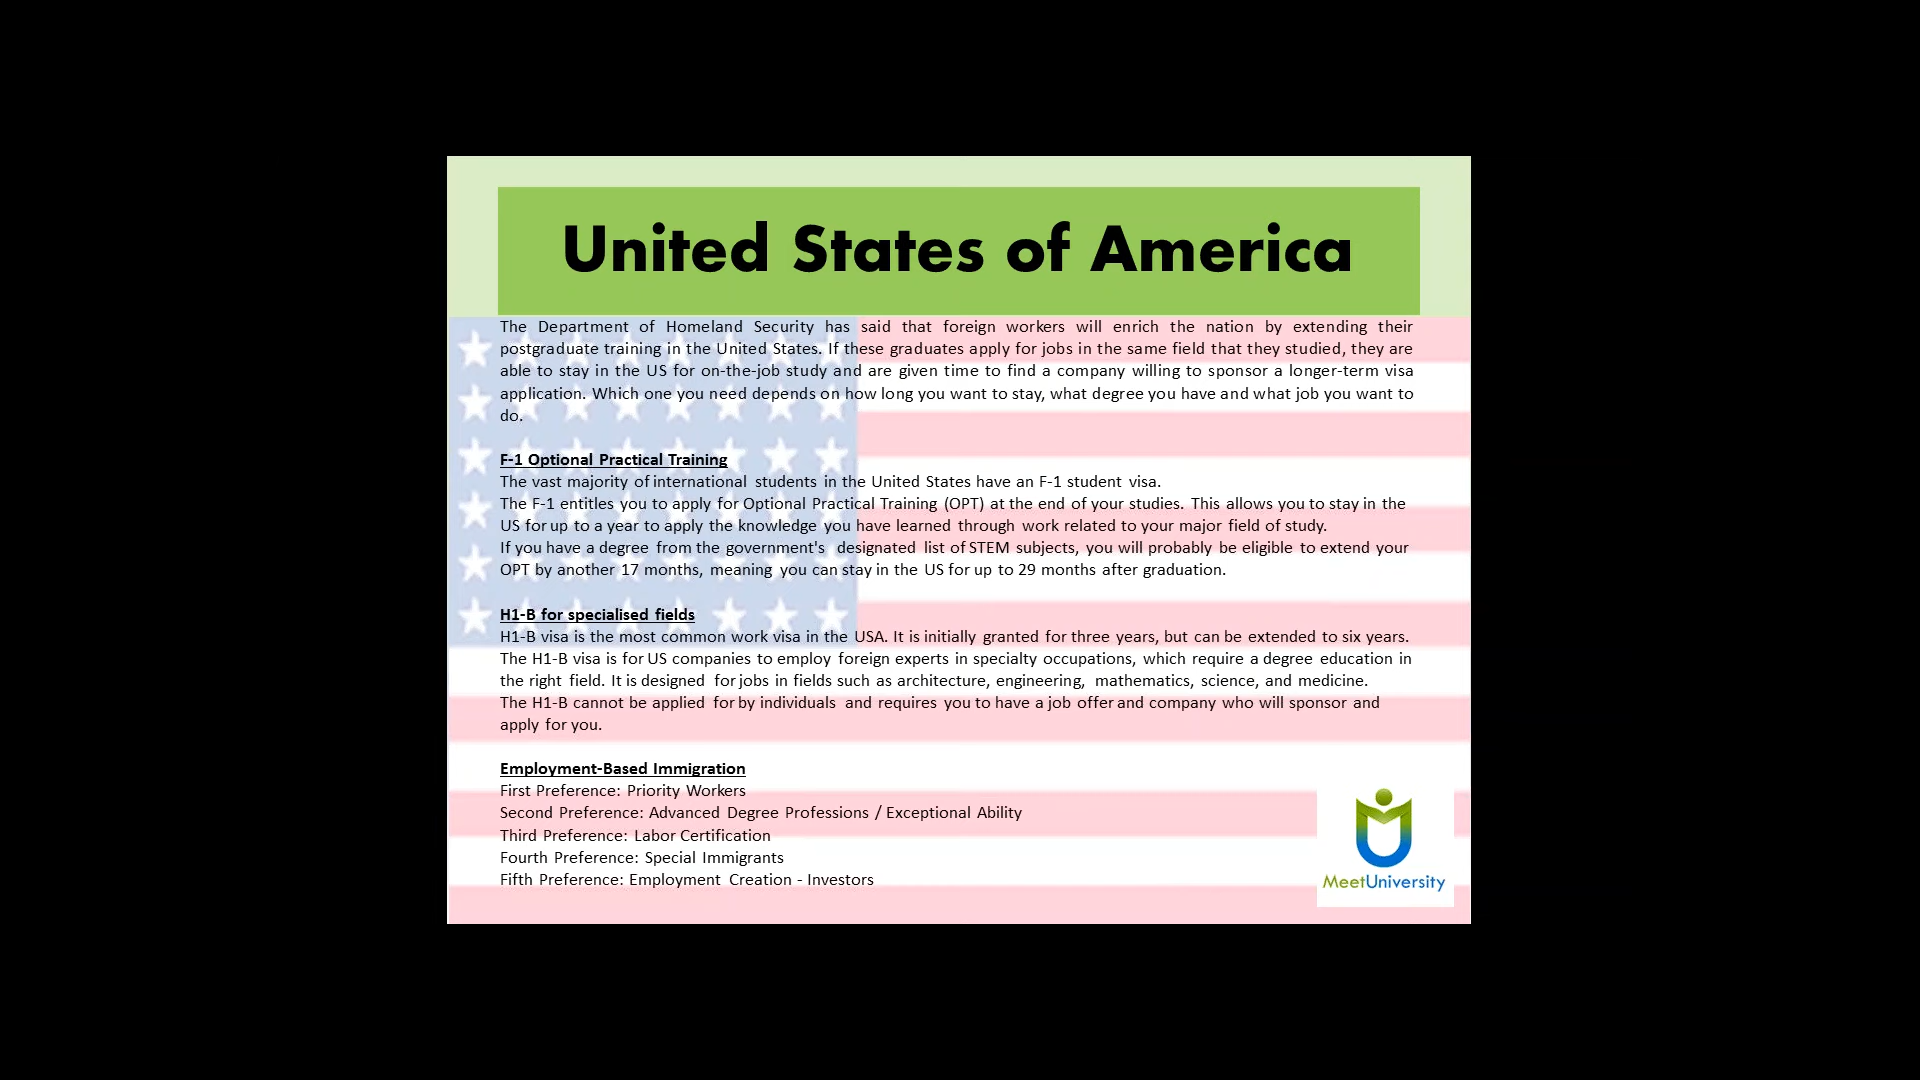 United States of America
The Department of Homeland Security has said that foreign workers will enrich the nation by extending their
postgraduate training in the United States. If these graduates apply for jobs in the same field that they studied, they are
able to stay in the US for on-the-job study and are given time to find a company willing to sponsor a longer-term visa
application. Which one you need depends on how long you want to stay, what degree you have and what job you want to
do.
F-1 Optional Practical Training
The vast majority of international students in the United States have an F-1 student visa.
The F-1 entitles you to apply for Optional Practical Training (OPT) at the end of your studies. This allows you to stay in the
US for up to a year to apply the knowledge you have learned through work related to your major field of study.
If you have a degree from the government's designated list of STEM subjects, you will probably be eligible to extend your
OPT by another 17 months, meaning you can stay in the US for up to 29 months after graduation.
H1-B for specialised fields
H1-B visa is the most common work visa in the USA. It is initially granted for three years, but can be extended to six years.
The H1-B visa is for US companies to employ foreign experts in specialty occupations, which require a degree education in
the right field. It is designed for jobs in fields such as architecture, engineering, mathematics, science, and medicine.
The H1-B cannot be applied for by individuals and requires you to have a job offer and company who will sponsor and
apply for you.
Employment-Based Immigration
First Preference: Priority Workers
Second Preference: Advanced Degree Professions / Exceptional Ability
Third Preference: Labor Certification
Fourth Preference: Special Immigrants
Fifth Preference: Employment Creation - Investors
MeetUniversity